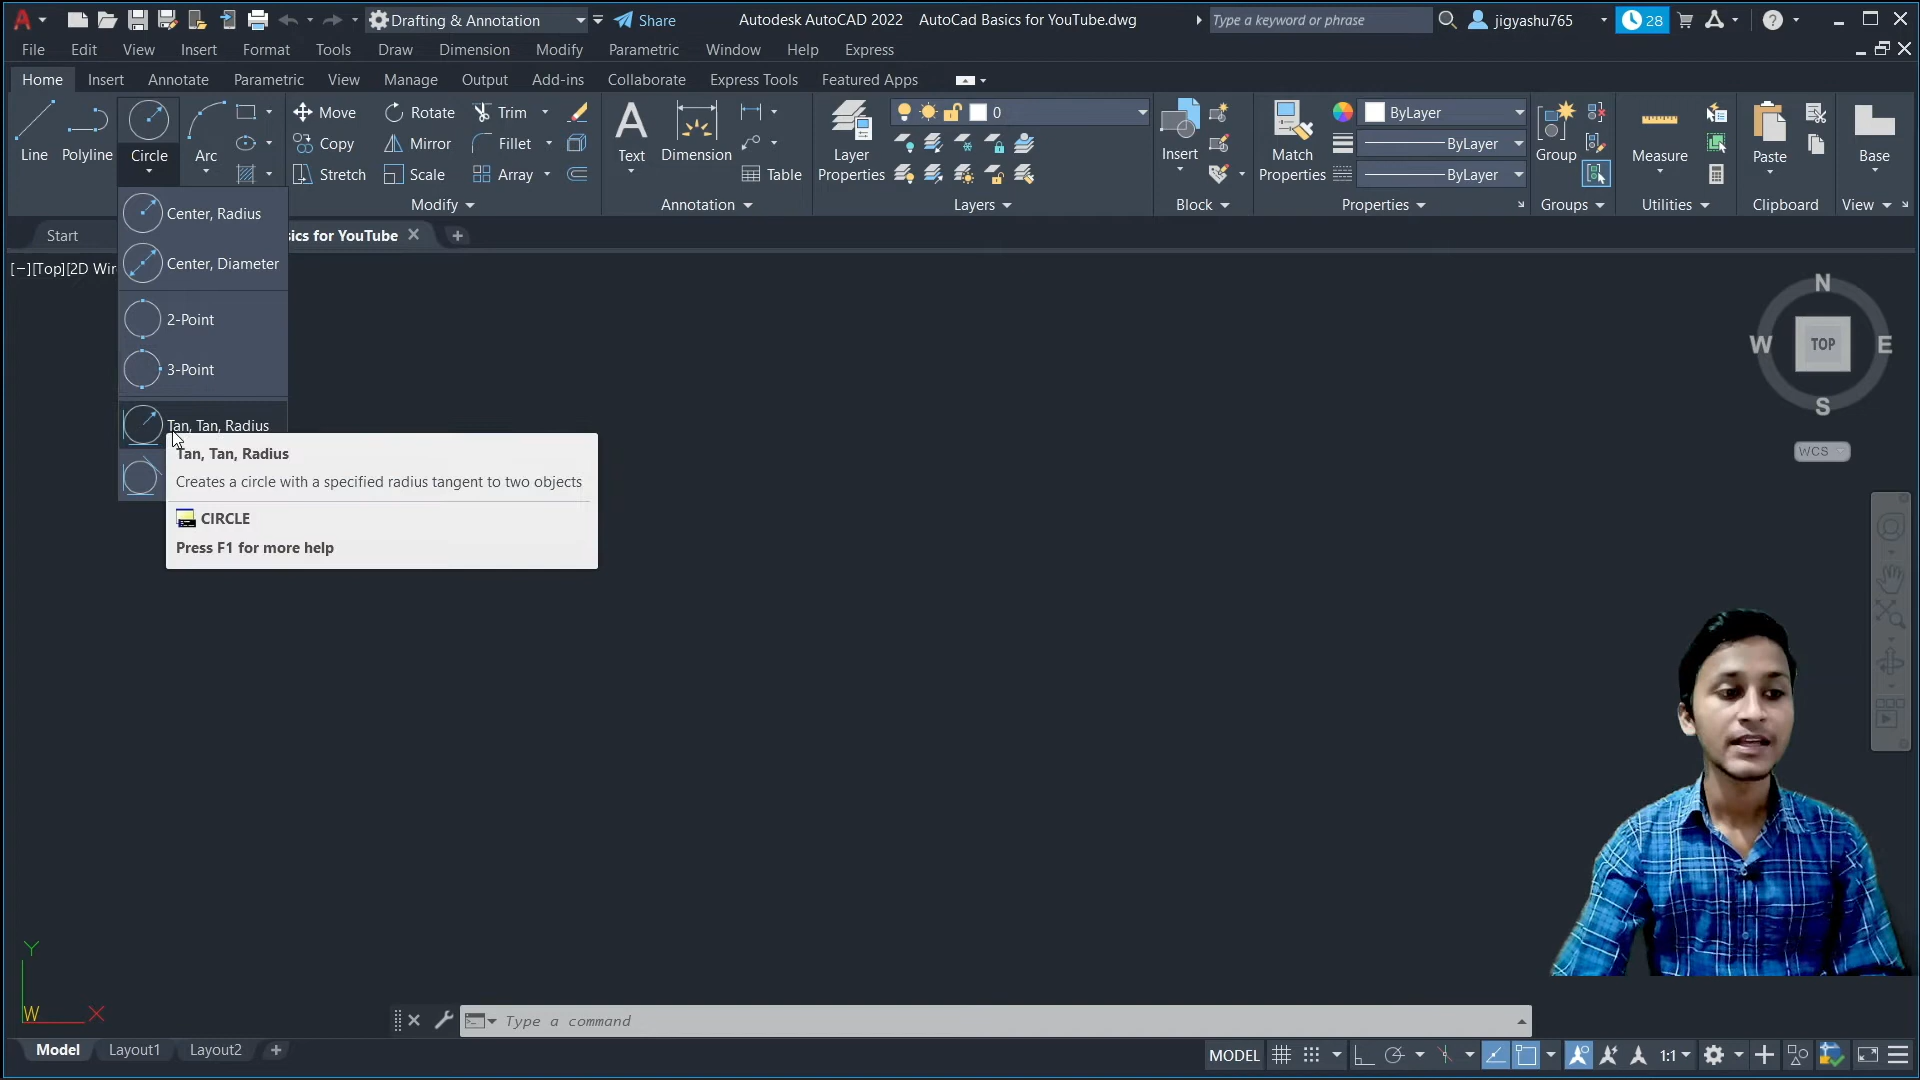 Drafting & Annotation
Share
Autodesk AutoCAD 2022 AutoCad Basics for YouTube.dwg
Type a keyword or phrase
jigyashu765
28
File Edit View Insert Format Tools Draw Dimension Modify Parametric Window Help Express
Home Insert Annotate Parametric View Manage Output Add-ins Collaborate Express Tools Featured Apps
Line Polyline Circle Arc
Move Rotate Trim
Copy Mirror Fillet
Stretch Scale Array
Modify
Text Dimension Table
Annotation
Layer Properties
0
Layers
Insert
Block
Match Properties
ByLayer
ByLayer
ByLayer
Properties
Group
Groups
Measure
Utilities
Paste
Clipboard
Base
View
Start
sics for YouTube
[−][Top][2D Wir
Center, Radius
Center, Diameter
2-Point
3-Point
Tan, Tan, Radius
Tan, Tan, Radius
Creates a circle with a specified radius tangent to two objects
CIRCLE
Press F1 for more help
N
W TOP E
S
WCS
Y
W X
Type a command
Model Layout1 Layout2
MODEL
1:1